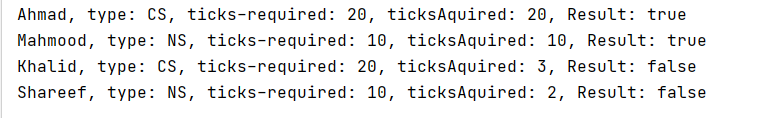 Ahmad, type: CS, ticks-required: 20, ticksAquired: 20, Result: true
Mahmood, type: NS, ticks-required: 10, ticksAquired: 10, Result: true
Khalid, type: CS, ticks-required: 20, ticksAquired: 3, Result: false
Shareef, type: NS, ticks-required: 10, ticksAquired: 2, Result: false